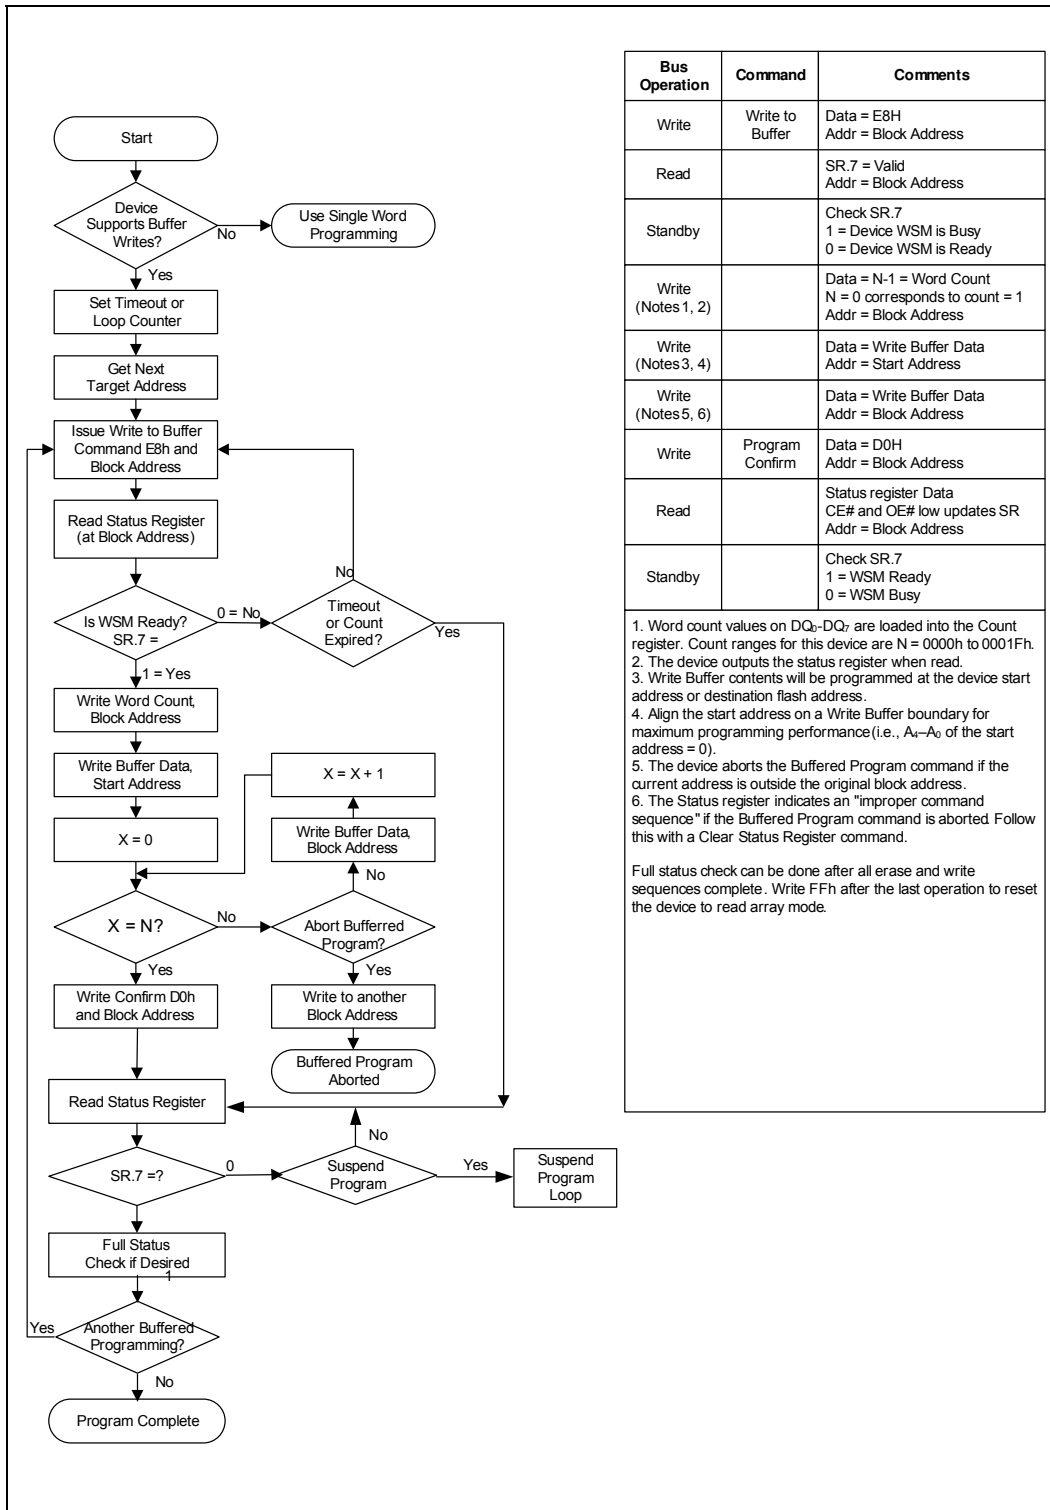 Start
Device
Supports Buffer
Writes?
No
Use Single Word
Programming
Yes
Set Timeout or
Loop Counter
Get Next
Target Address
Issue Write to Buffer
Command E8h and
Block Address
Read Status Register
(at Block Address)
No
Is WSM Ready?
SR.7 =
0 = No
Timeout
or Count
Expired?
Yes
1 = Yes
Write Word Count,
Block Address
Write Buffer Data,
Start Address
X = X + 1
X = 0
Write Buffer Data,
Block Address
No
X = N?
No
Abort Bufferred
Program?
Yes
Yes
Write Confirm D0h
and Block Address
Write to another
Block Address
Buffered Program
Aborted
Read Status Register
No
SR.7 =?
0
Suspend
Program
Yes
Suspend
Program
Loop
Full Status
Check if Desired
1
Yes
Another Buffered
Programming?
No
Program Complete
Bus
Operation
Command
Comments
Write
Write to
Buffer
Data = E8H
Addr = Block Address
Read
SR.7 = Valid
Addr = Block Address
Standby
Check SR.7
1 = Device WSM is Busy
0 = Device WSM is Ready
Write
(Notes 1, 2)
Data = N-1 = Word Count
N = 0 corresponds to count = 1
Addr = Block Address
Write
(Notes 3, 4)
Data = Write Buffer Data
Addr = Start Address
Write
(Notes 5, 6)
Data = Write Buffer Data
Addr = Block Address
Write
Program
Confirm
Data = D0H
Addr = Block Address
Read
Status register Data
CE# and OE# low updates SR
Addr = Block Address
Standby
Check SR.7
1 = WSM Ready
0 = WSM Busy
1. Word count values on DQ0-DQ7 are loaded into the Count
register. Count ranges for this device are N = 0000h to 0001Fh.
2. The device outputs the status register when read.
3. Write Buffer contents will be programmed at the device start
address or destination flash address.
4. Align the start address on a Write Buffer boundary for
maximum programming performance (i.e., A4–A0 of the start
address = 0).
5. The device aborts the Buffered Program command if the
current address is outside the original block address.
6. The Status register indicates an "improper command
sequence" if the Buffered Program command is aborted. Follow
this with a Clear Status Register command.
Full status check can be done after all erase and write
sequences complete. Write FFh after the last operation to reset
the device to read array mode.